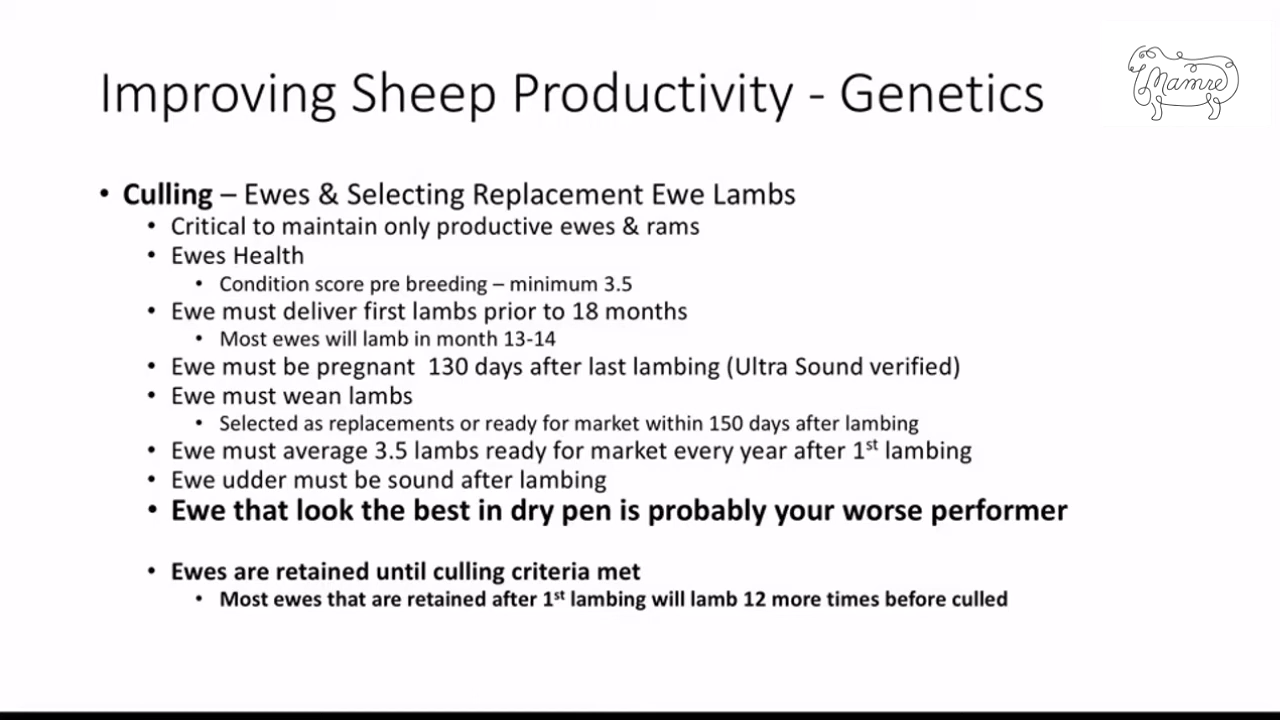 Mamre
Improving Sheep Productivity - Genetics
• Culling – Ewes & Selecting Replacement Ewe Lambs
• Critical to maintain only productive ewes & rams
• Ewes Health
• Condition score pre breeding – minimum 3.5
• Ewe must deliver first lambs prior to 18 months
• Most ewes will lamb in month 13-14
• Ewe must be pregnant 130 days after last lambing (Ultra Sound verified)
• Ewe must wean lambs
• Selected as replacements or ready for market within 150 days after lambing
• Ewe must average 3.5 lambs ready for market every year after 1st lambing
• Ewe udder must be sound after lambing
• Ewe that look the best in dry pen is probably your worse performer
• Ewes are retained until culling criteria met
• Most ewes that are retained after 1st lambing will lamb 12 more times before culled